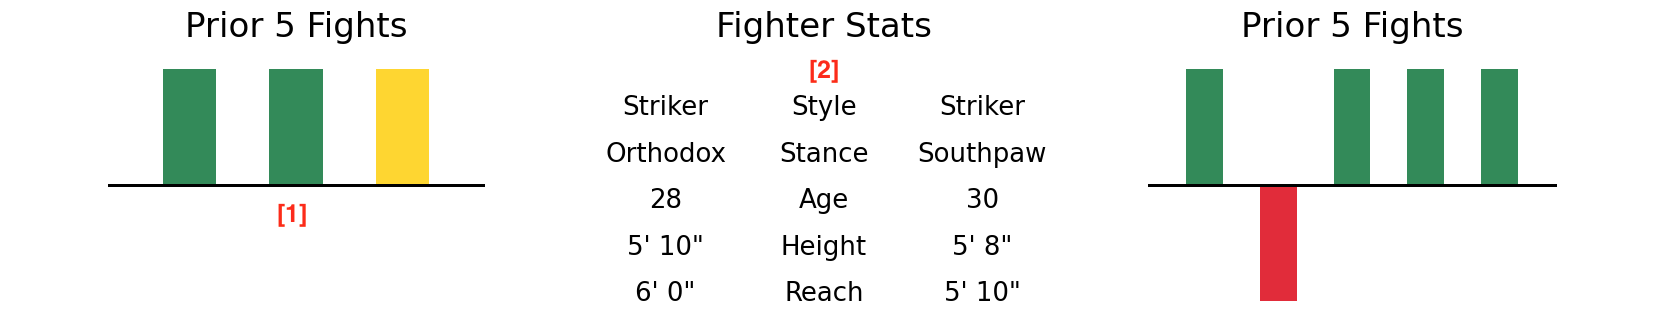 Prior 5 Fights
[1]
Fighter Stats
[2]
Striker Style Striker
Orthodox Stance Southpaw
28 Age 30
5' 10" Height 5' 8"
6' 0" Reach 5' 10"
Prior 5 Fights